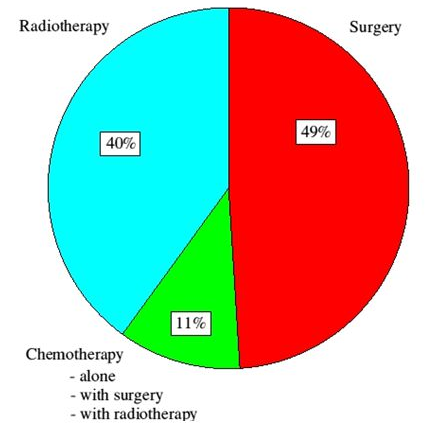 Radiotherapy
Surgery
49%
40%
11%
Chemotherapy
- alone
- with surgery
- with radiotherapy